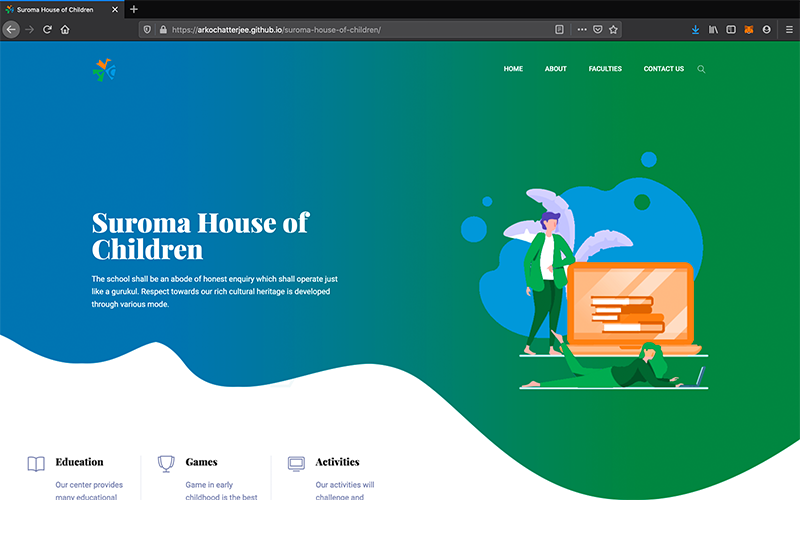 Suroma House of Children
https://arkochatterjee.github.io/suroma-house-of-children/
HOME ABOUT FACULTIES CONTACT US
Suroma House of
Children
The school shall be an abode of honest enquiry which shall operate just
like a gurukul. Respect towards our rich cultural heritage is developed
through various mode.
Education
Our center provides
many educational
Games
Game in early
childhood is the best
Activities
Our activities will
challenge and